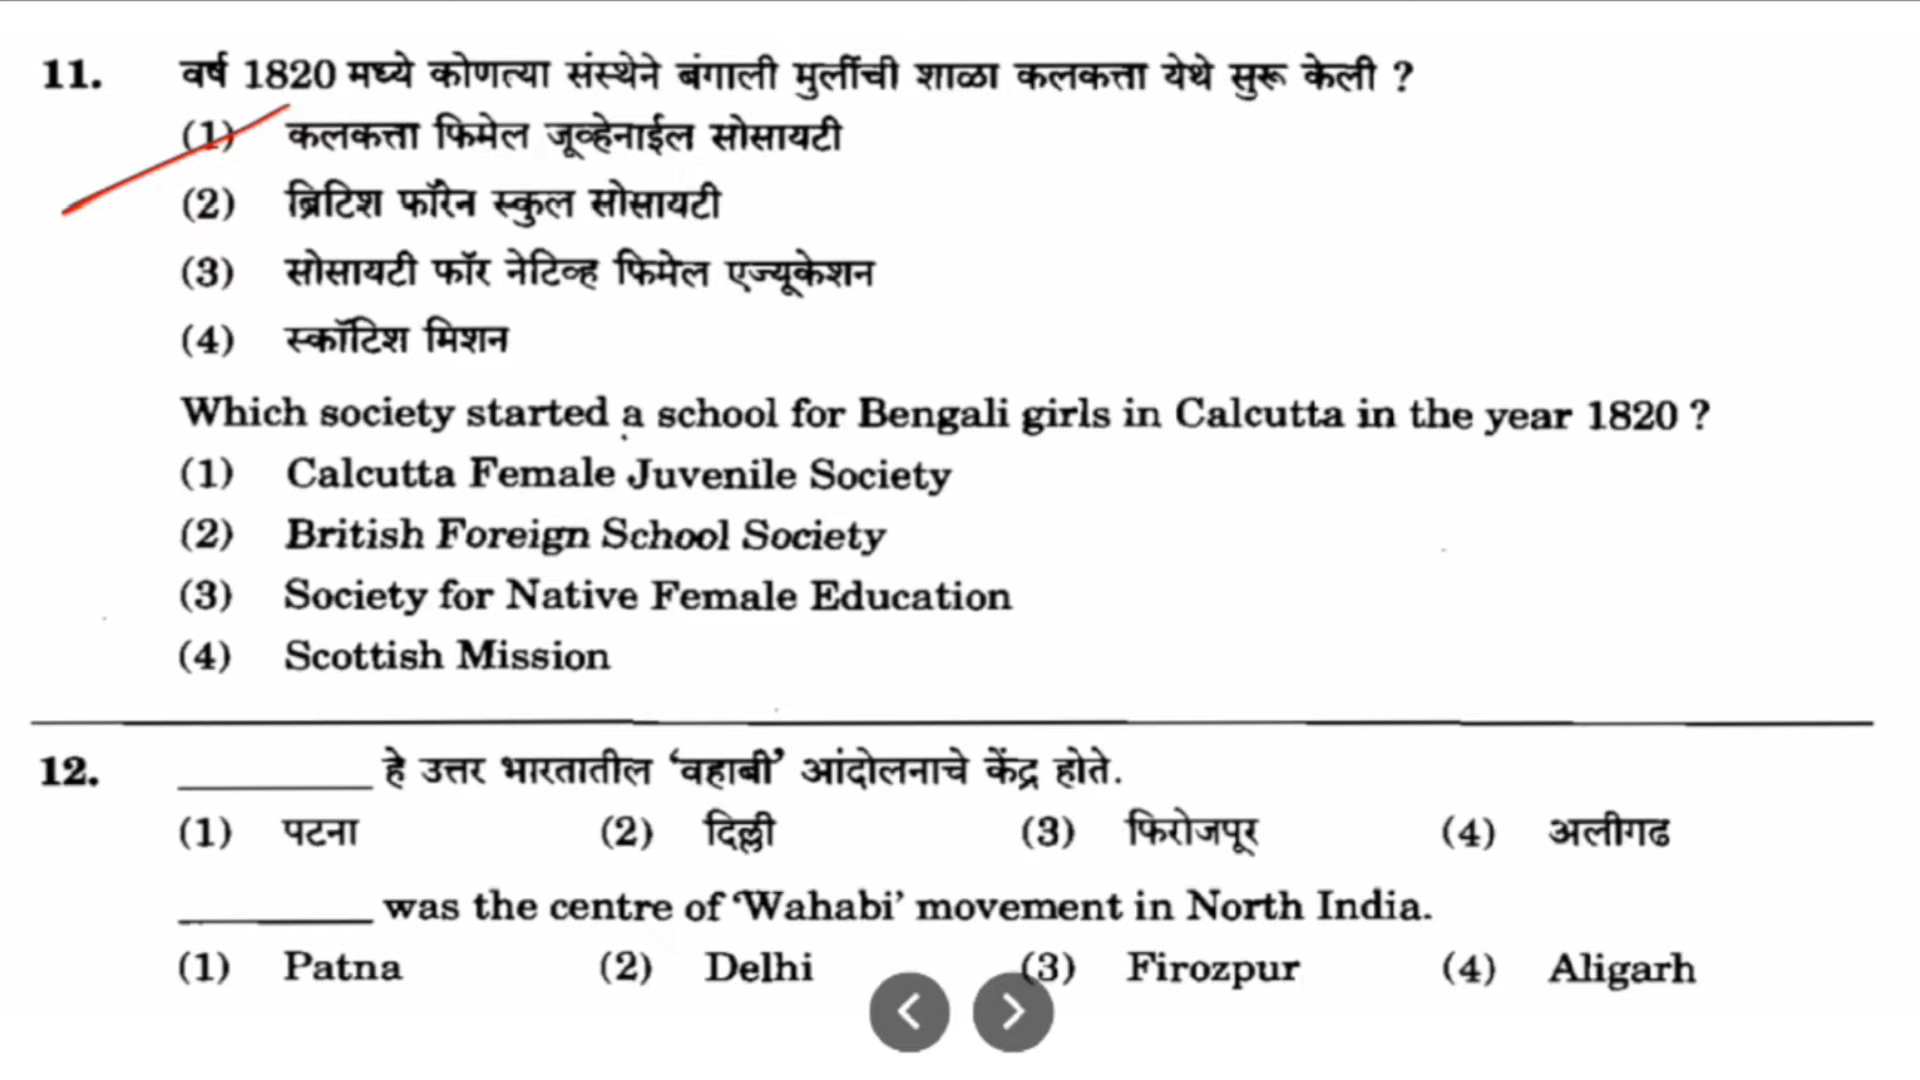 11. वर्ष 1820 मध्ये कोणत्या संस्थेने बंगाली मुलींची शाळा कलकत्ता येथे सुरू केली ?
(1) कलकत्ता फिमेल जूव्हेनाईल सोसायटी
(2) ब्रिटिश फॉरेन स्कुल सोसायटी
(3) सोसायटी फॉर नेटिव्ह फिमेल एज्यूकेशन
(4) स्कॉटिश मिशन
Which society started a school for Bengali girls in Calcutta in the year 1820 ?
(1) Calcutta Female Juvenile Society
(2) British Foreign School Society
(3) Society for Native Female Education
(4) Scottish Mission
12. ________ हे उत्तर भारतातील ‘वहाबी’ आंदोलनाचे केंद्र होते.
(1) पटना (2) दिल्ली (3) फिरोजपूर (4) अलीगढ
________ was the centre of ‘Wahabi’ movement in North India.
(1) Patna (2) Delhi (3) Firozpur (4) Aligarh